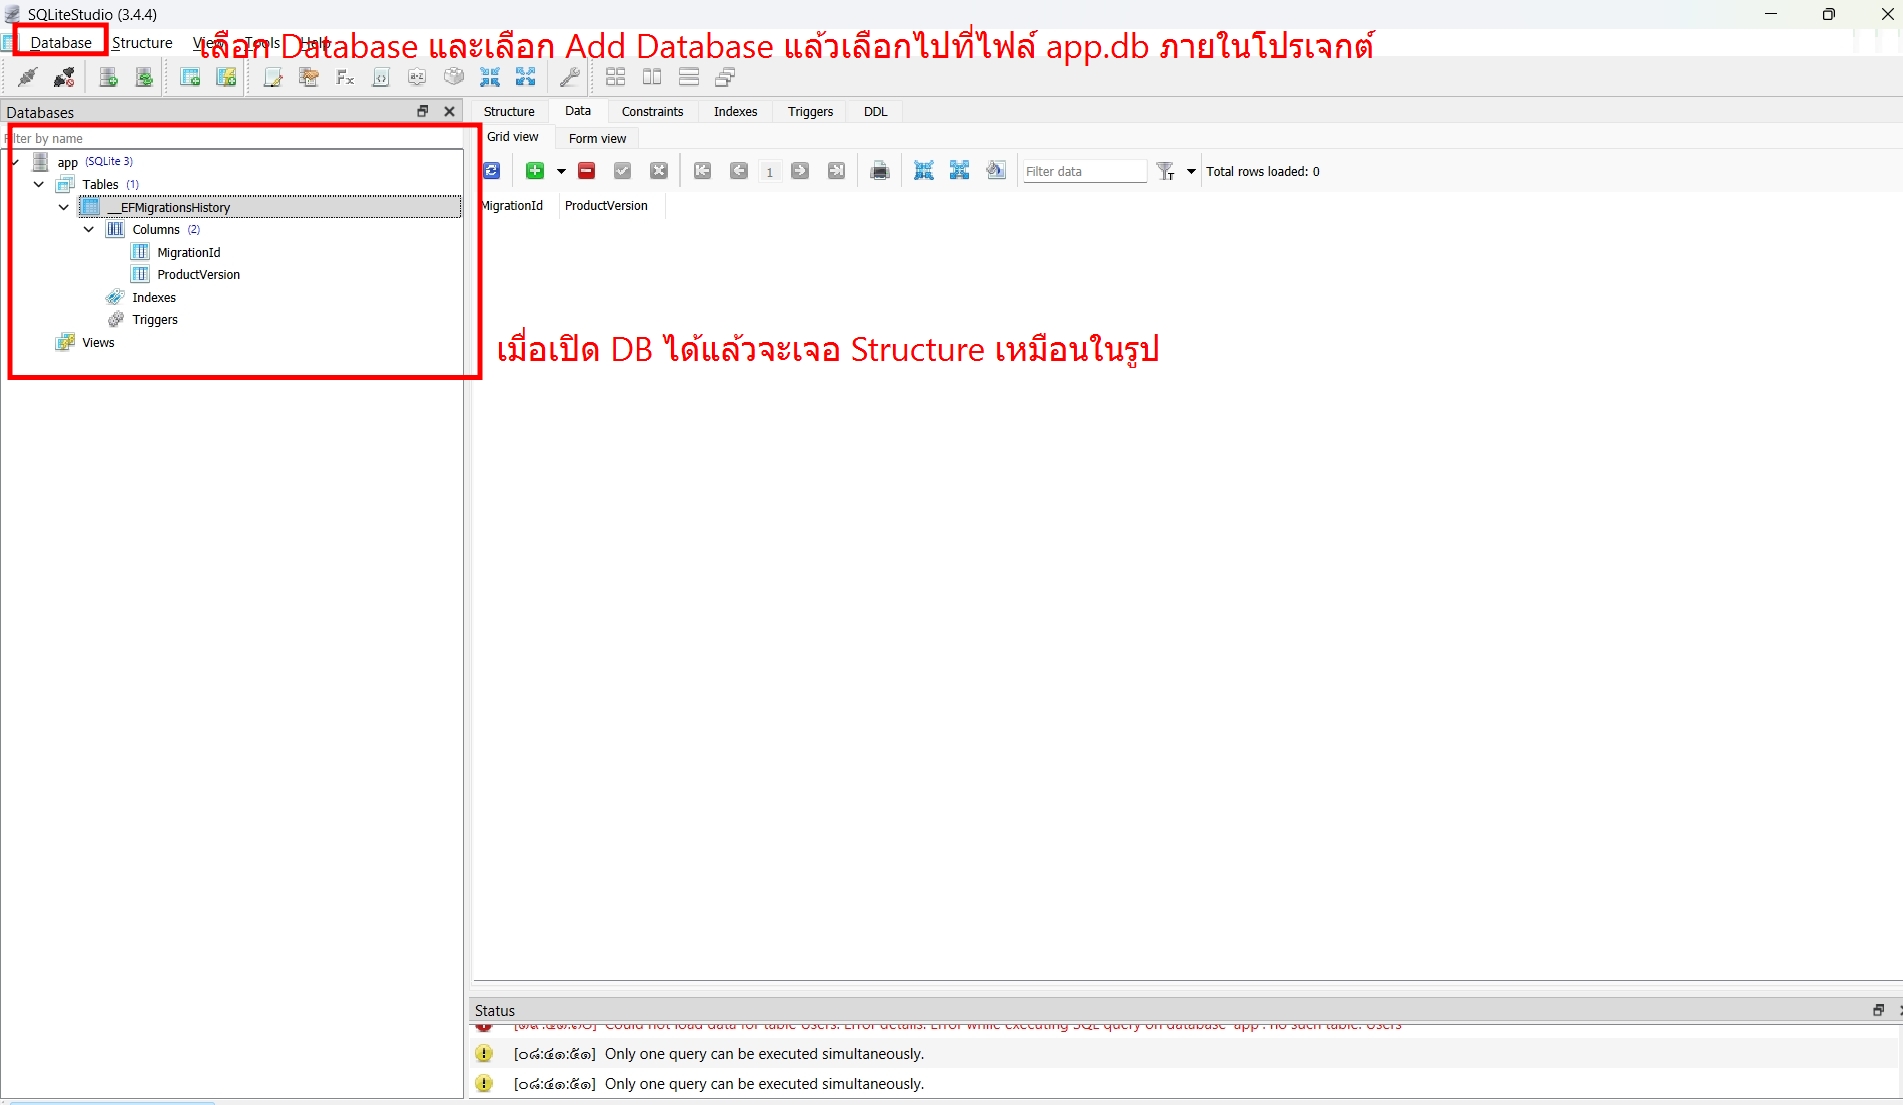 SQLiteStudio (3.4.4)
Database Structure View Tools Help
เลือก Database และเลือก Add Database แล้วเลือกไปที่ไฟล์ app.db ภายในโปรเจกต์
Databases
Structure Data Constraints Indexes Triggers DDL
Filter by name
Grid view Form view
app (SQLite 3)
1 Filter data Total rows loaded: 0
Tables (1)
__EFMigrationsHistory
MigrationId ProductVersion
Columns (2)
MigrationId
ProductVersion
Indexes
Triggers
Views
เมื่อเปิด DB ได้แล้วจะเจอ Structure เหมือนในรูป
Status
Could not load data for table Users. Error details: Error while executing SQL query on database 'app': no such table: Users
[๐๘:๔๑:๕๑] Only one query can be executed simultaneously.
[๐๘:๔๑:๕๑] Only one query can be executed simultaneously.